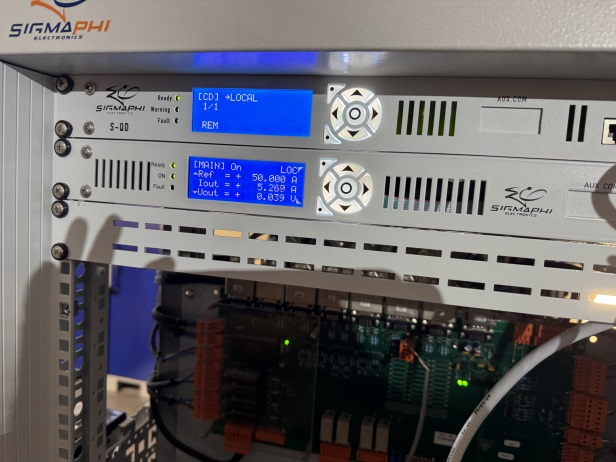 SIGMAPHI
ELECTRONICS
SIGMAPHI
S-QD
Ready
Warning
Fault
[CD] →LOCAL
1/1
REM
AUX.COM
Ready
ON
Fault
[MAIN] On LOC
Ref = + 50.000 A
Iout = + 5.260 A
Uout = + 0.039 V
SIGMAPHI
ELECTRONICS
AUX.COM